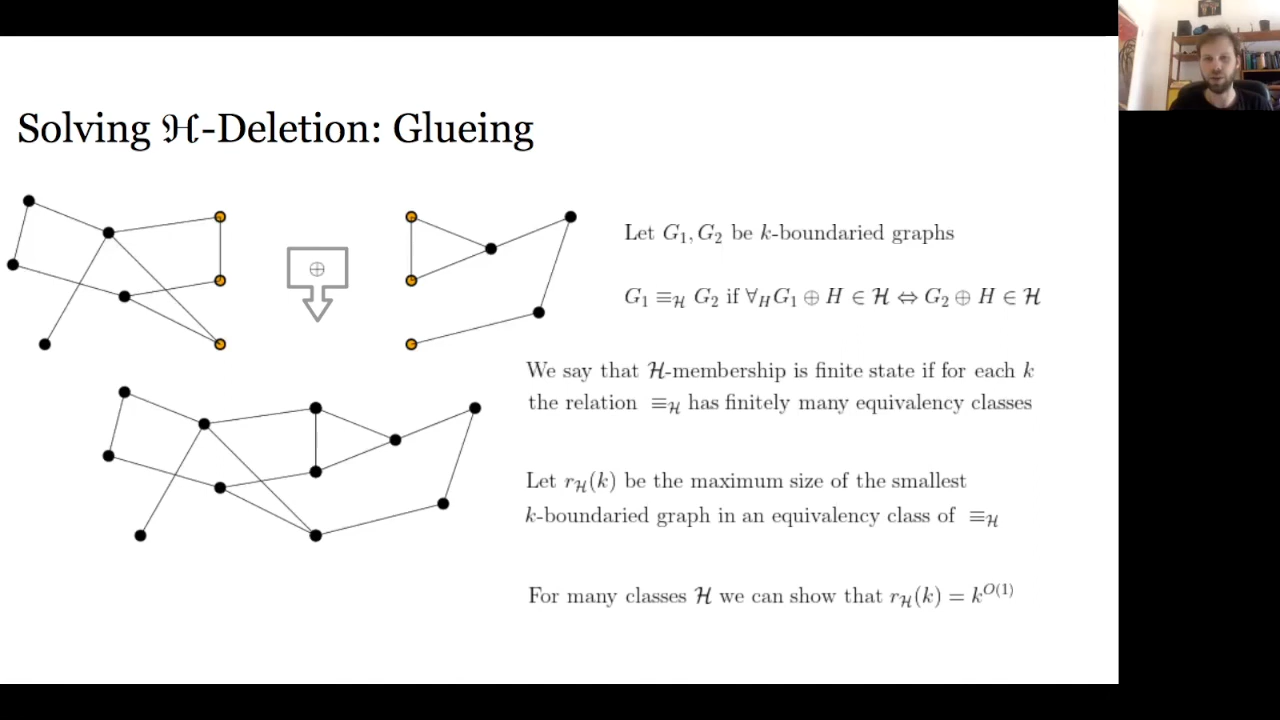 Solving ℋ-Deletion: Glueing
⊕
Let G₁, G₂ be k-boundaried graphs
G₁ ≡_ℋ G₂ if ∀_H G₁ ⊕ H ∈ ℋ ⇔ G₂ ⊕ H ∈ ℋ
We say that ℋ-membership is finite state if for each k
the relation ≡_ℋ has finitely many equivalency classes
Let r_ℋ(k) be the maximum size of the smallest
k-boundaried graph in an equivalency class of ≡_ℋ
For many classes ℋ we can show that r_ℋ(k) = k^{O(1)}